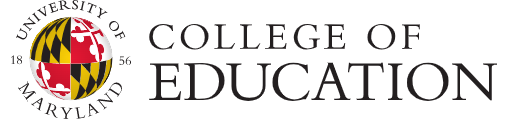 UNIVERSITY OF
18 56
MARYLAND
COLLEGE OF
EDUCATION